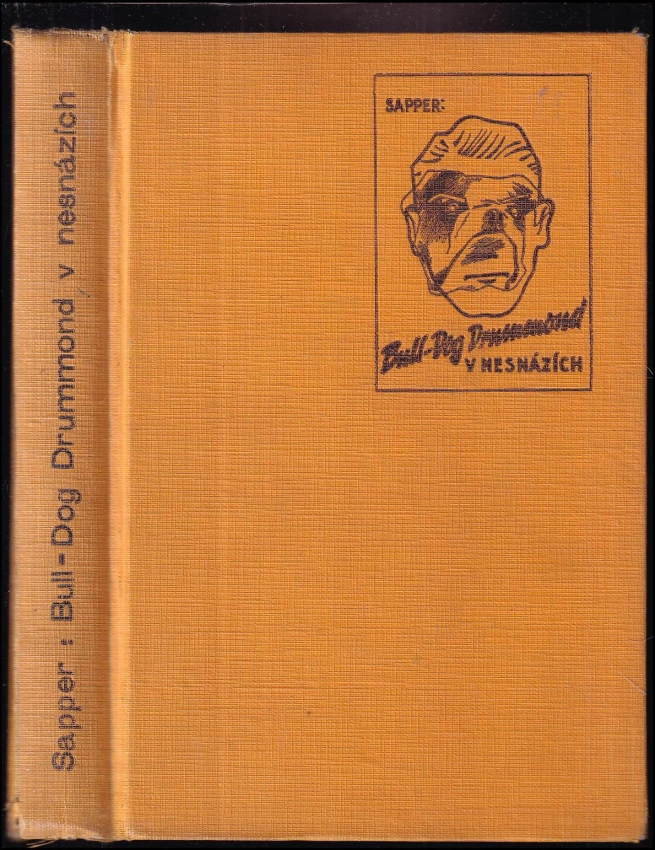 Sapper : Bull-Dog Drummond v nesnázích
SAPPER:
Bull-Dog Drummond
V NESNÁZÍCH